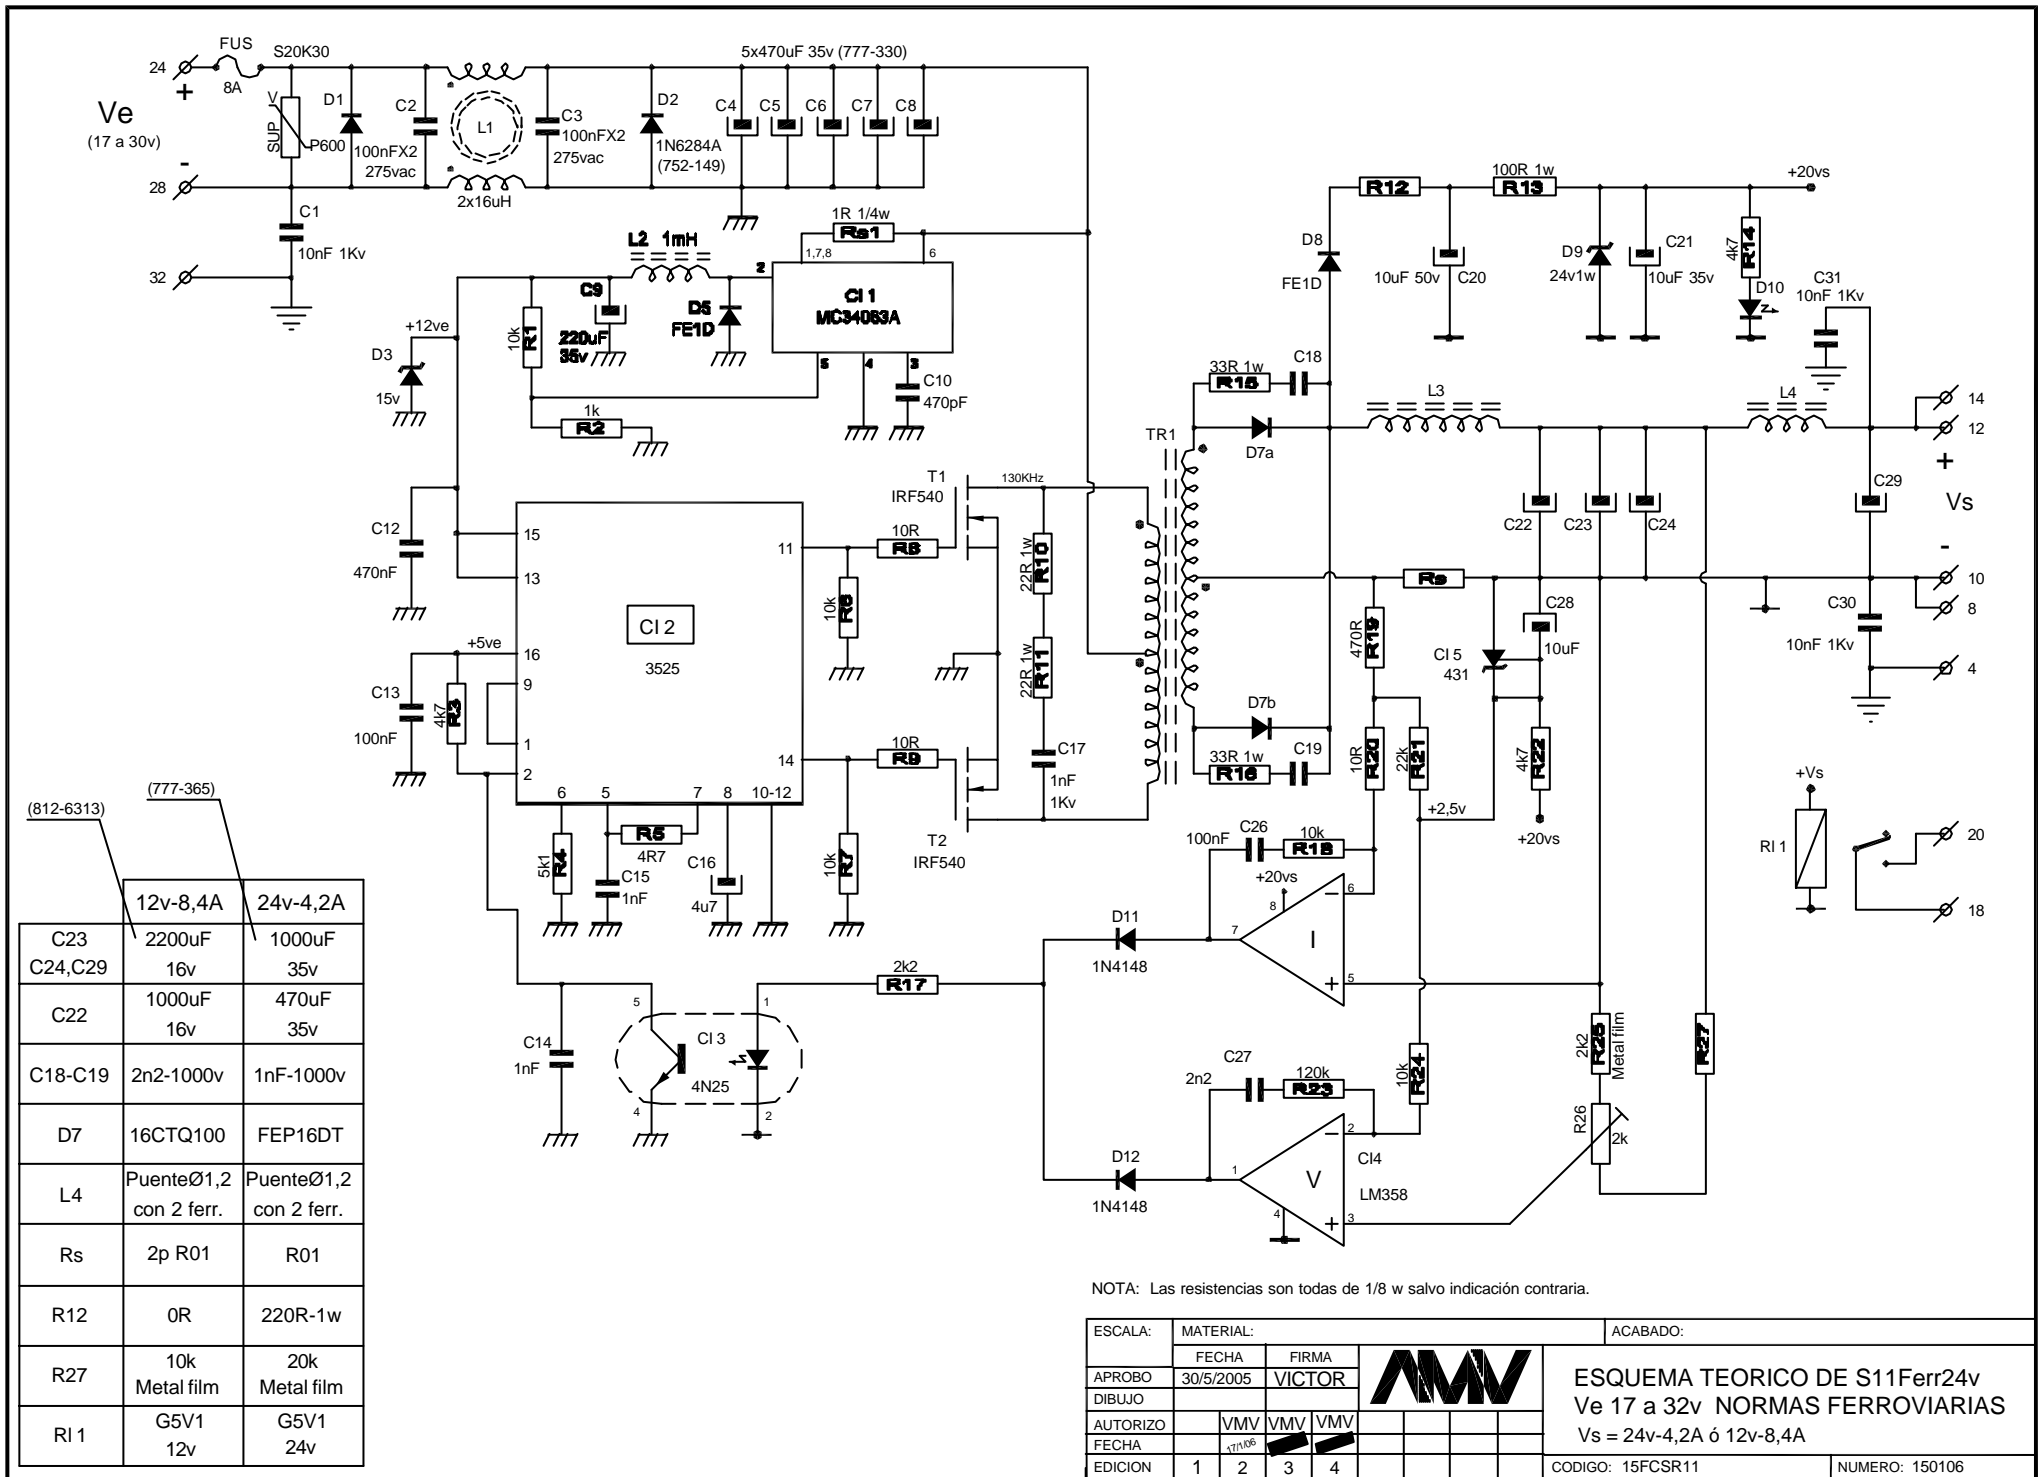 FUS
S20K30
5x470uF 35v (777-330)
24
8A
+
Ve
(17 a 30v)
V
SUP
P600
D1
C2
100nFX2
275vac
L1
C3
100nFX2
275vac
D2
1N6284A
(752-149)
C4
C5
C6
C7
C8
-
28
2x16uH
C1
10nF 1Kv
32
1R 1/4w
Rs1
1,7,8
6
L2 1mH
2
C9
220uF
35v
D5
FE1D
CI 1
MC34063A
5
4
3
C10
470pF
+12ve
D3
15v
10k
R1
1k
R2
R12
100R 1w
R13
+20vs
D8
FE1D
10uF 50v
C20
D9
24v1w
C21
10uF 35v
4k7
R14
D10
C31
10nF 1Kv
33R 1w
R15
C18
D7a
L3
L4
14
12
+
Vs
-
TR1
C22
C23
C24
C29
10
8
C30
10nF 1Kv
4
T1
IRF540
130KHz
C12
470nF
15
13
11
10R
R8
10k
R6
22R 1w
R10
22R 1w
R11
CI 2
3525
+5ve
16
9
1
2
C13
100nF
4k7
R3
14
10R
R9
C17
1nF
1Kv
T2
IRF540
6
5
7
8
10-12
5k1
R4
R5
4R7
C15
1nF
C16
4u7
10k
R7
Rs
470R
R19
CI 5
431
C28
10uF
D7b
33R 1w
R16
C19
10R
R20
22k
R21
4k7
R22
+2,5v
+20vs
+Vs
Rl 1
20
18
100nF
C26
10k
R18
+20vs
8
6
7
I
5
D11
1N4148
2k2
R17
C14
1nF
5
CI 3
4N25
4
1
2
C27
2n2
120k
R23
10k
R24
2k2
R25
Metal film
R27
R26
2k
D12
1N4148
1
2
V
CI4
LM358
4
3
(812-6313)
(777-365)
12v-8,4A 24v-4,2A
C23
C24,C29
2200uF
16v
1000uF
35v
C22
1000uF
16v
470uF
35v
C18-C19 2n2-1000v 1nF-1000v
D7 16CTQ100 FEP16DT
L4
PuenteØ1,2
con 2 ferr.
PuenteØ1,2
con 2 ferr.
Rs 2p R01 R01
R12 0R 220R-1w
R27
10k
Metal film
20k
Metal film
Rl 1
G5V1
12v
G5V1
24v
NOTA: Las resistencias son todas de 1/8 w salvo indicación contraria.
ESCALA: MATERIAL: ACABADO:
FECHA FIRMA
APROBO 30/5/2005 VICTOR
DIBUJO
AUTORIZO VMV VMV VMV
FECHA 17/1/06
EDICION 1 2 3 4
AMV
ESQUEMA TEORICO DE S11Ferr24v
Ve 17 a 32v NORMAS FERROVIARIAS
Vs = 24v-4,2A ó 12v-8,4A
CODIGO: 15FCSR11 NUMERO: 150106